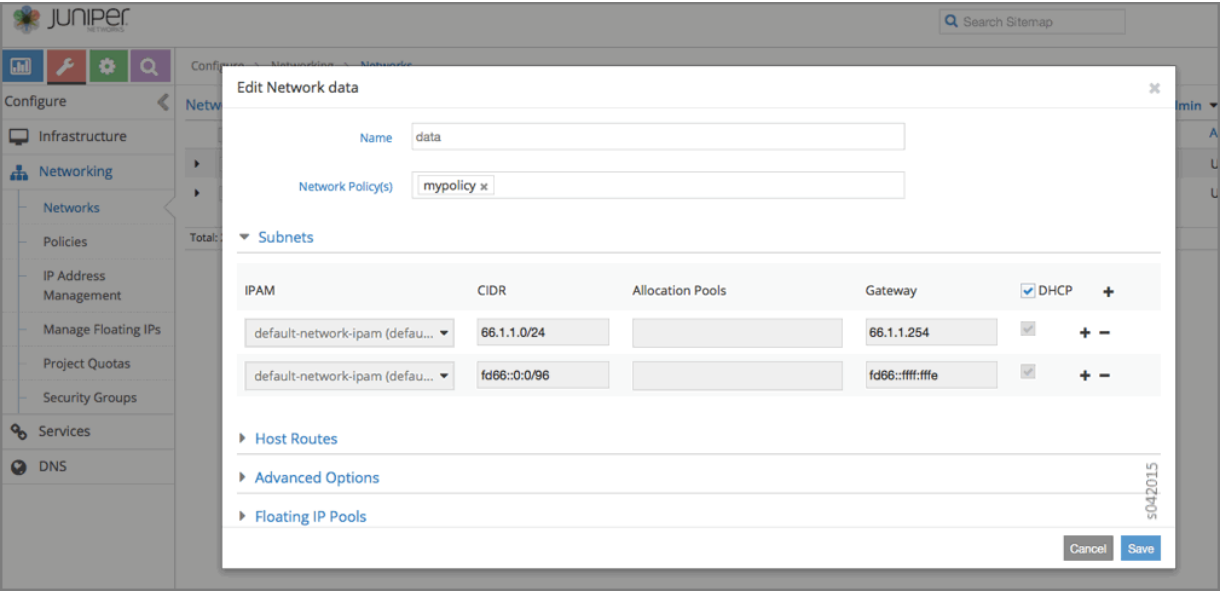 JUNIPER
NETWORKS
Search Sitemap
Configure > Networking > Networks
Configure
Edit Network data
Infrastructure
Networking
Networks
Policies
IP Address
Management
Manage Floating IPs
Project Quotas
Security Groups
Services
DNS
Netw
Total:
dmin
A
U
U
Name data
Network Policy(s) mypolicy
Subnets
IPAM CIDR Allocation Pools Gateway DHCP
default-network-ipam (defau... 66.1.1.0/24 66.1.1.254
default-network-ipam (defau... fd66::0:0/96 fd66::ffff:fffe
Host Routes
Advanced Options
Floating IP Pools
s042015
Cancel Save